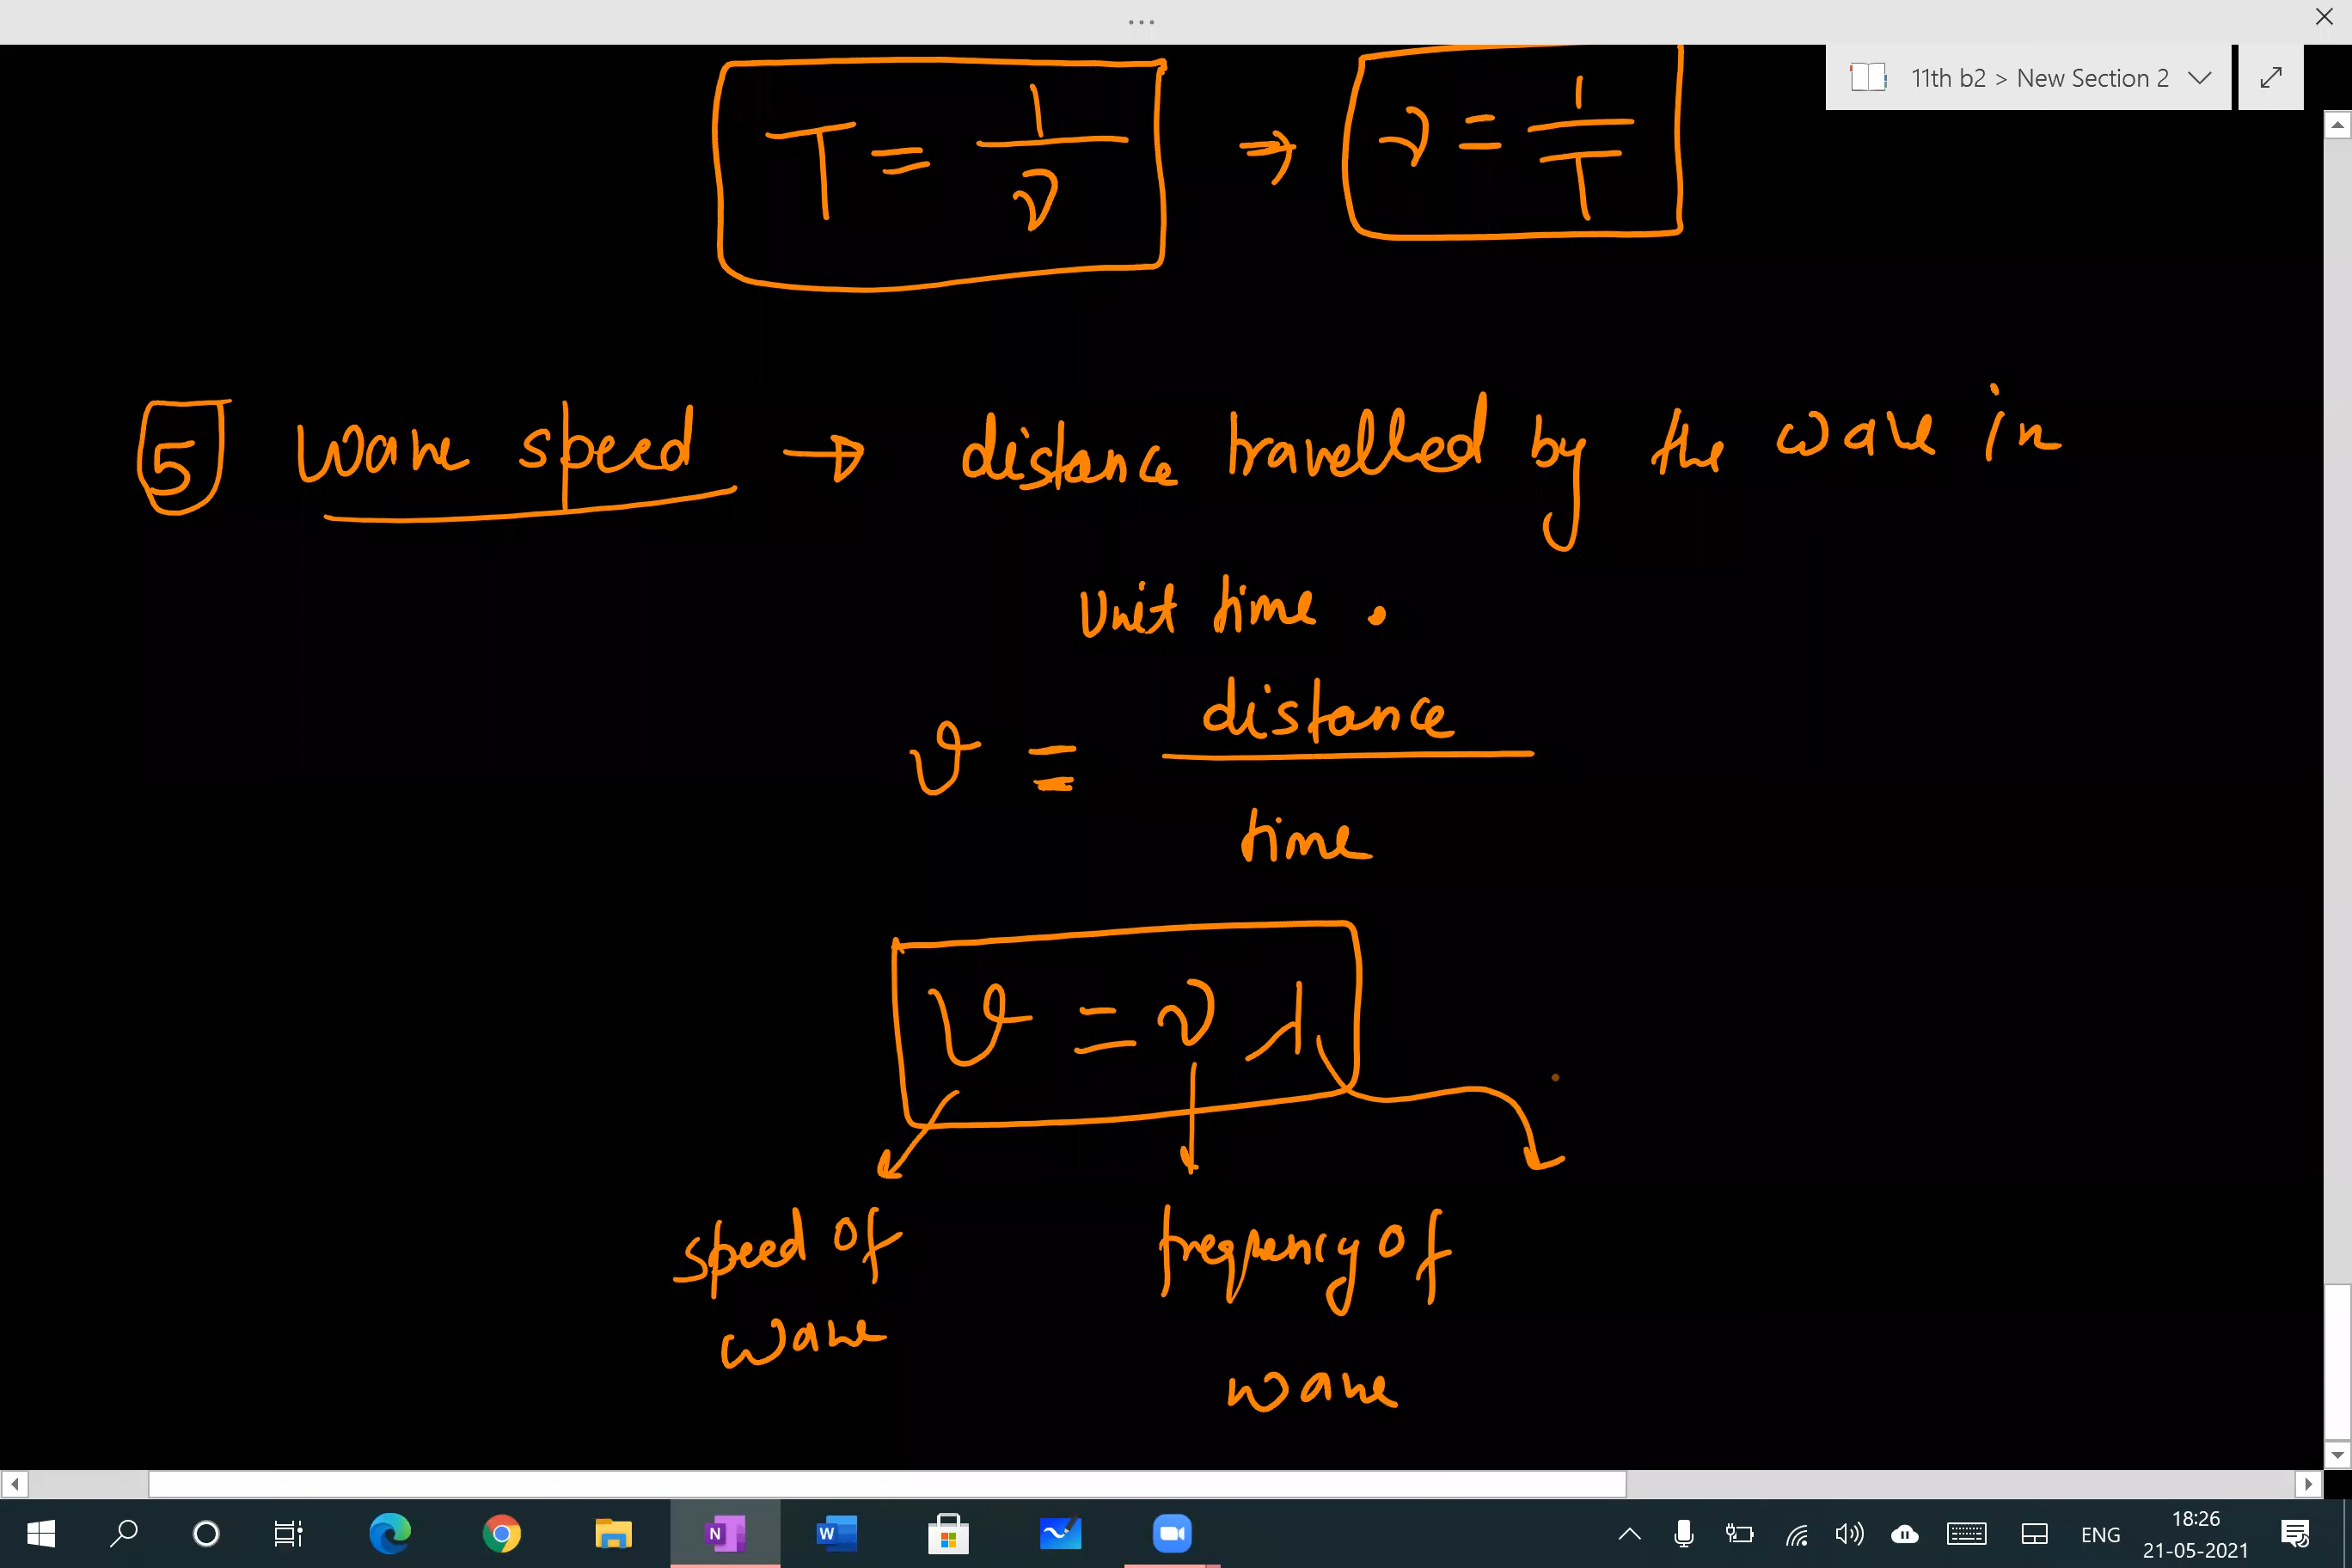 11th b2 > New Section 2
T = 1/ν ⇒ ν = 1/T
5 Wave speed → distance travelled by the wave in
Unit time .
v = distance
time
v = ν λ
speed of frequency of
wave
wave
ENG
18:26
21-05-2021